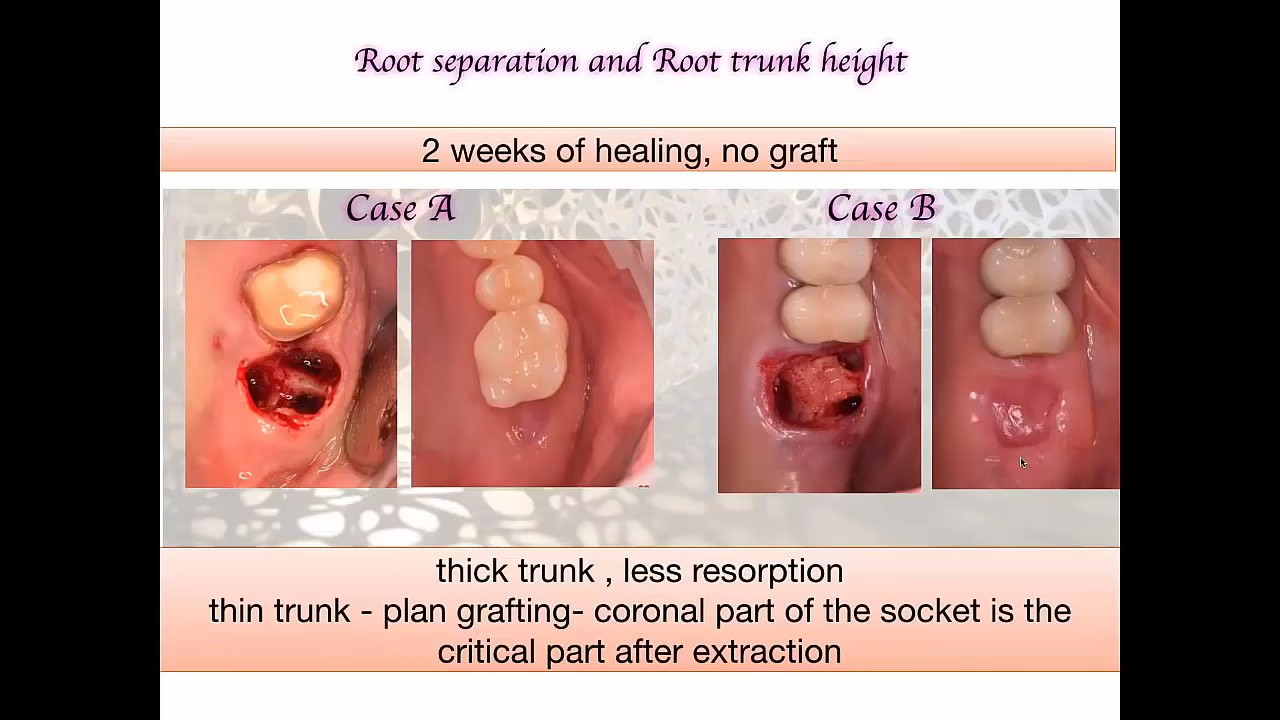 Root separation and Root trunk height
2 weeks of healing, no graft
Case A
Case B
thick trunk , less resorption
thin trunk - plan grafting- coronal part of the socket is the
critical part after extraction